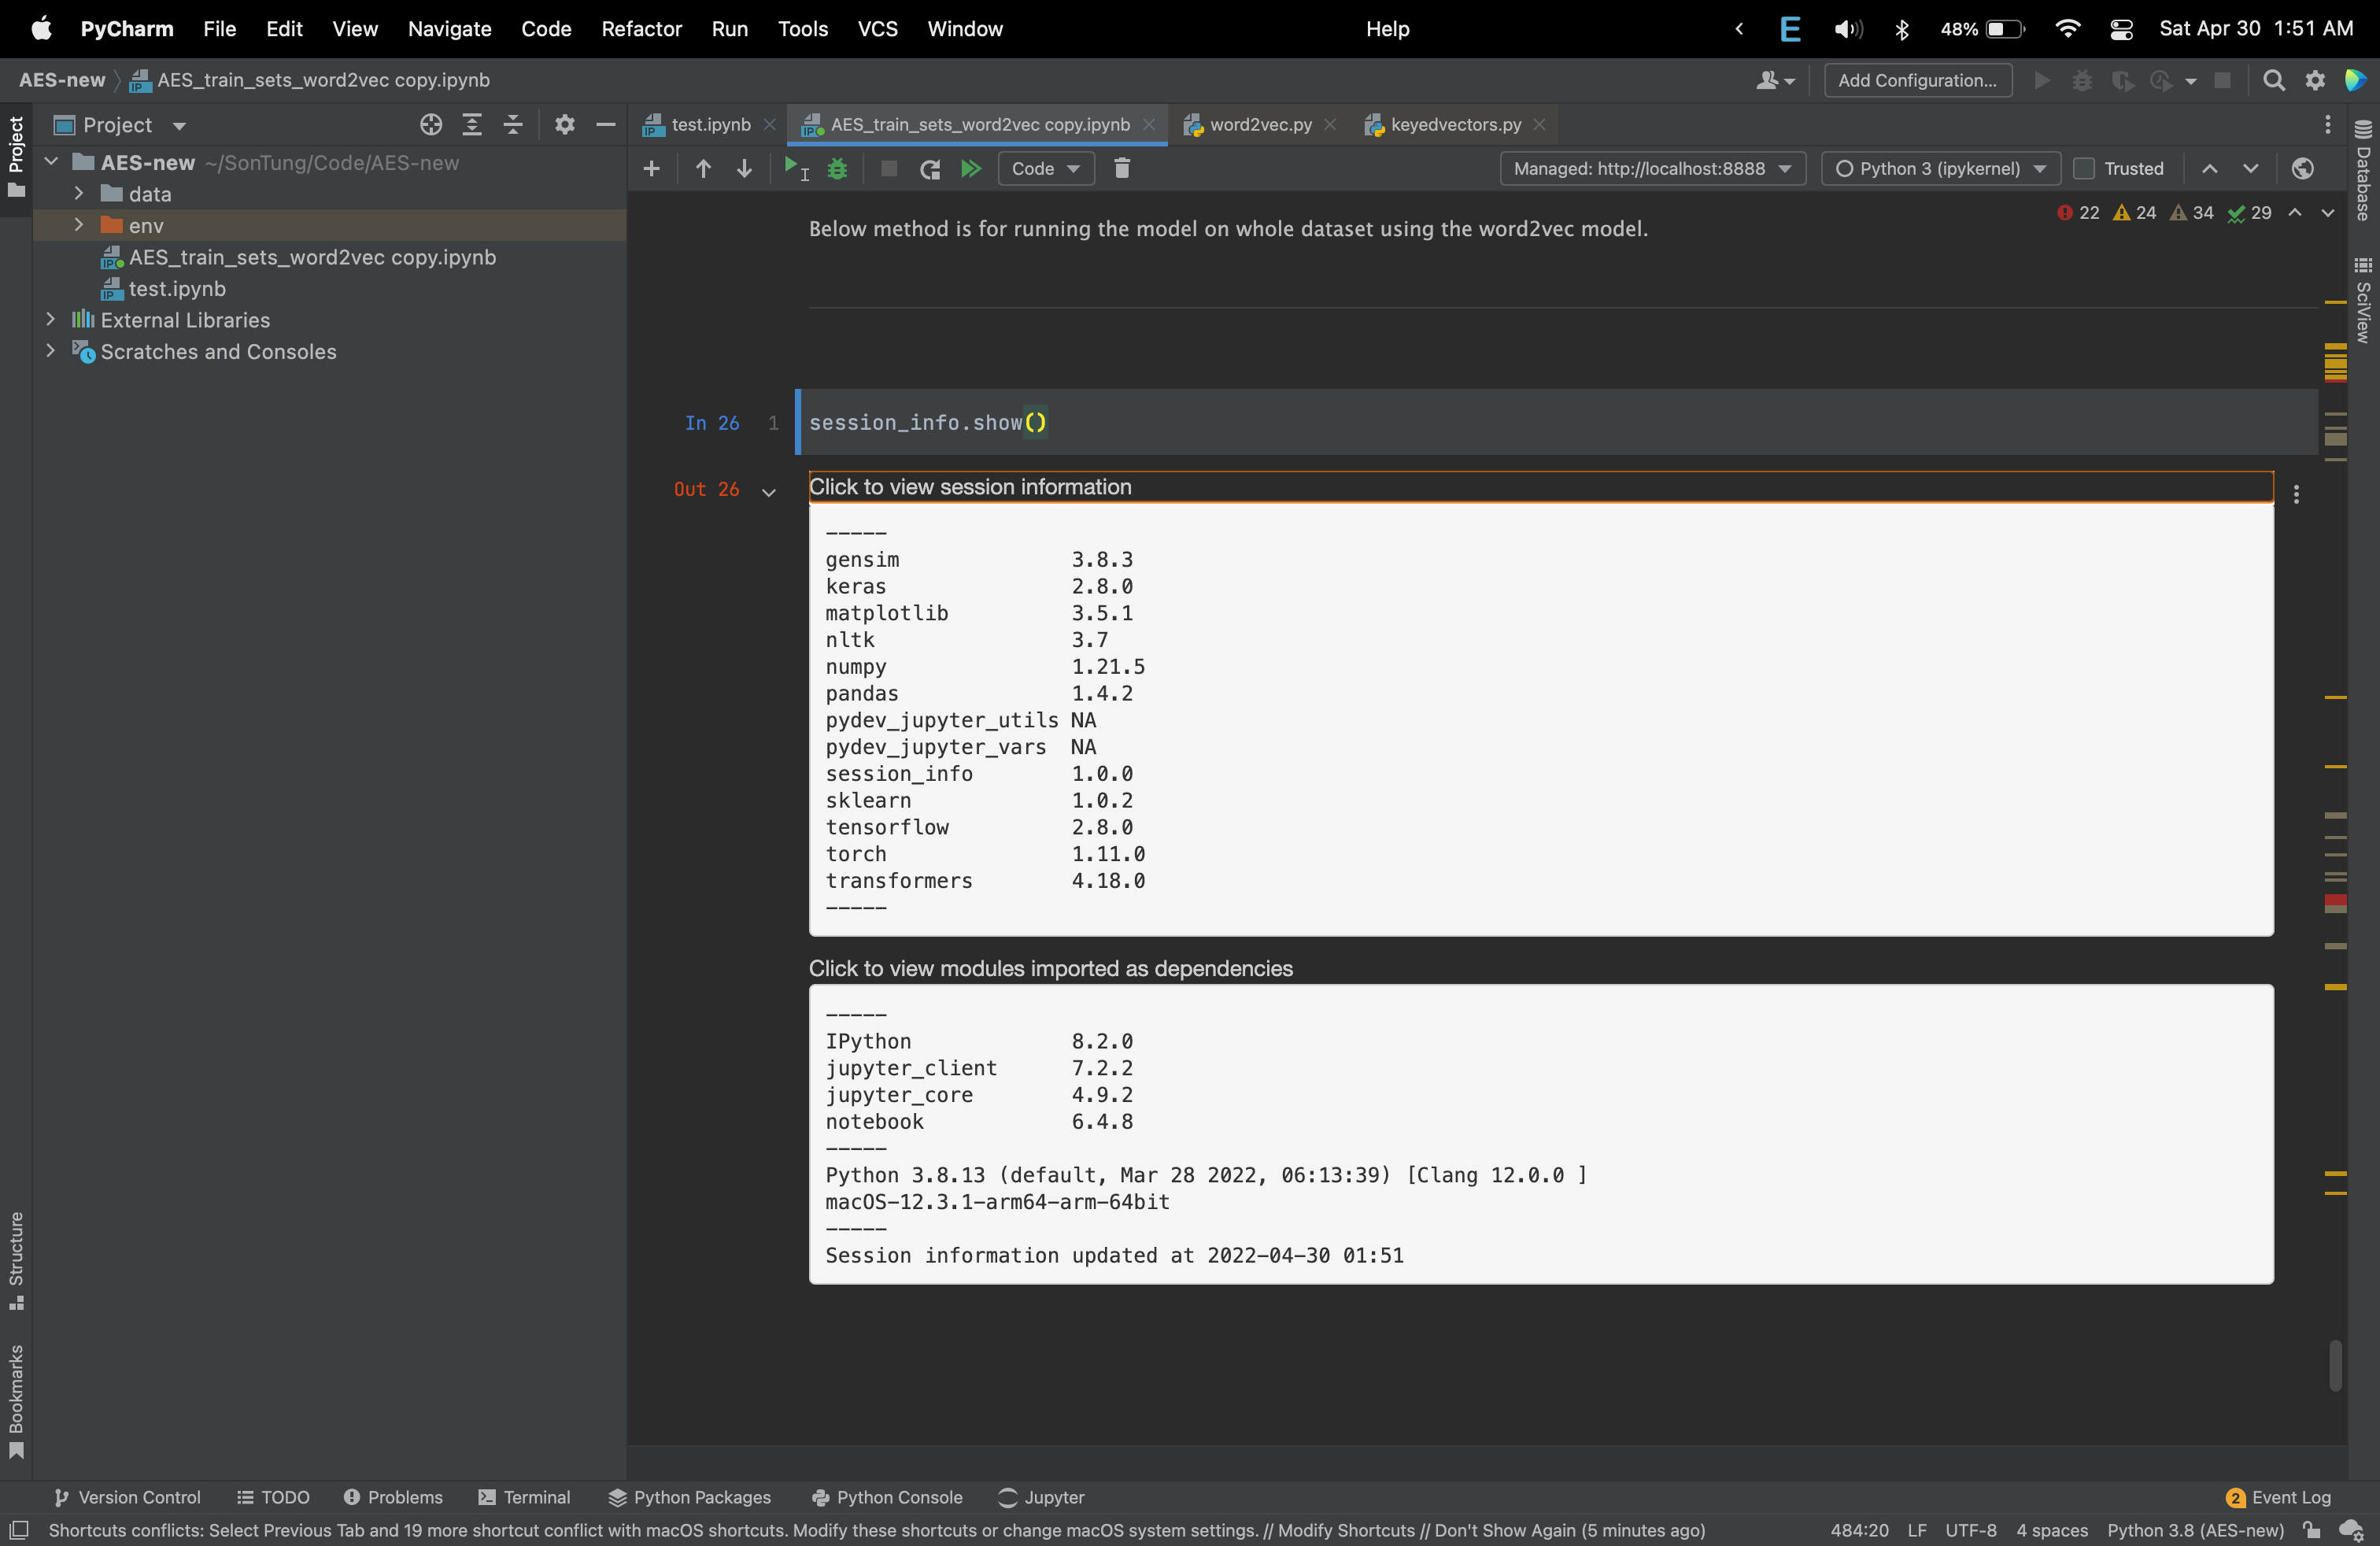 PyCharm File Edit View Navigate Code Refactor Run Tools VCS Window Help 48% Sat Apr 30 1:51 AM
AES-new AES_train_sets_word2vec copy.ipynb Add Configuration...
Project Project test.ipynb AES_train_sets_word2vec copy.ipynb word2vec.py keyedvectors.py
AES-new ~/SonTung/Code/AES-new Code Managed: http://localhost:8888 Python 3 (ipykernel) Trusted Database
data
env
AES_train_sets_word2vec copy.ipynb
test.ipynb
External Libraries
Scratches and Consoles
Below method is for running the model on whole dataset using the word2vec model. 22 24 34 29
SciView
In 26 1 session_info.show()
Out 26 Click to view session information
-----
gensim 3.8.3
keras 2.8.0
matplotlib 3.5.1
nltk 3.7
numpy 1.21.5
pandas 1.4.2
pydev_jupyter_utils NA
pydev_jupyter_vars NA
session_info 1.0.0
sklearn 1.0.2
tensorflow 2.8.0
torch 1.11.0
transformers 4.18.0
-----
Click to view modules imported as dependencies
-----
IPython 8.2.0
jupyter_client 7.2.2
jupyter_core 4.9.2
notebook 6.4.8
-----
Python 3.8.13 (default, Mar 28 2022, 06:13:39) [Clang 12.0.0 ]
macOS-12.3.1-arm64-arm-64bit
-----
Session information updated at 2022-04-30 01:51
Structure
Bookmarks
Version Control TODO Problems Terminal Python Packages Python Console Jupyter 2 Event Log
Shortcuts conflicts: Select Previous Tab and 19 more shortcut conflict with macOS shortcuts. Modify these shortcuts or change macOS system settings. // Modify Shortcuts // Don't Show Again (5 minutes ago) 484:20 LF UTF-8 4 spaces Python 3.8 (AES-new)